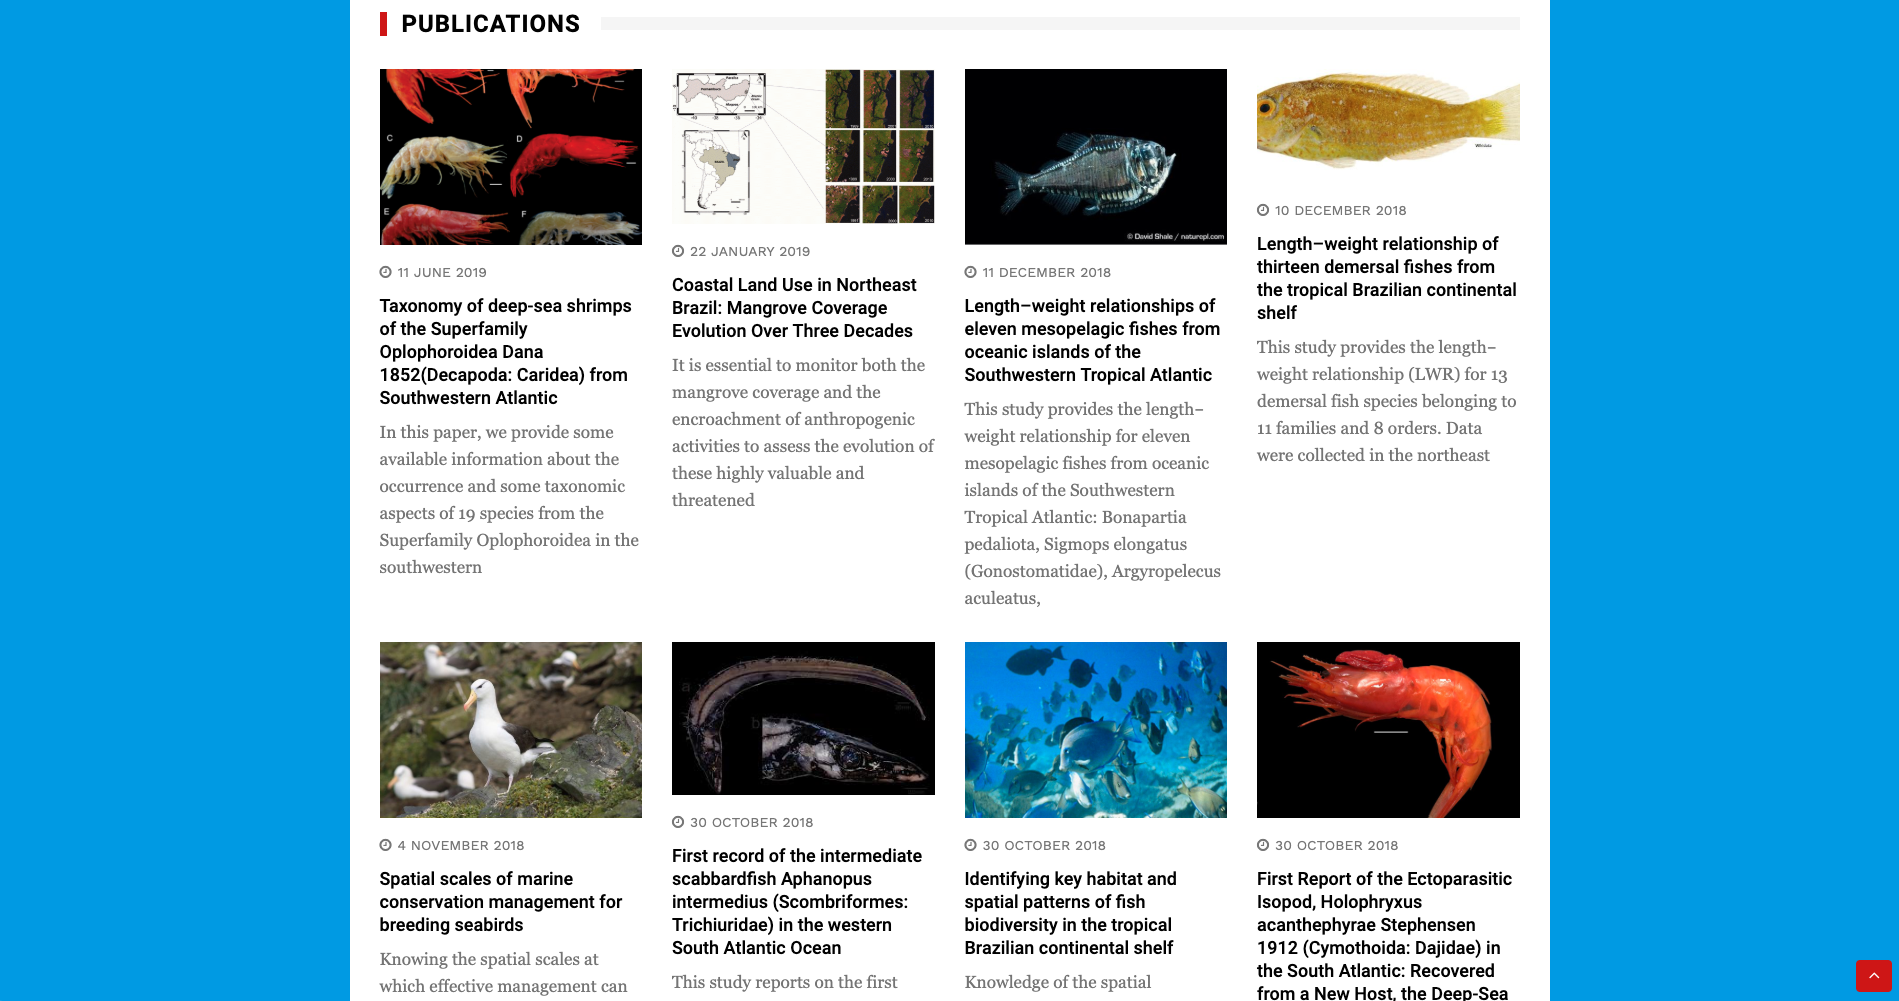 PUBLICATIONS
C
D
E
F
11 JUNE 2019
Taxonomy of deep-sea shrimps
of the Superfamily
Oplophoroidea Dana
1852(Decapoda: Caridea) from
Southwestern Atlantic
In this paper, we provide some
available information about the
occurrence and some taxonomic
aspects of 19 species from the
Superfamily Oplophoroidea in the
southwestern
22 JANUARY 2019
Coastal Land Use in Northeast
Brazil: Mangrove Coverage
Evolution Over Three Decades
It is essential to monitor both the
mangrove coverage and the
encroachment of anthropogenic
activities to assess the evolution of
these highly valuable and
threatened
© David Shale / naturepl.com
11 DECEMBER 2018
Length–weight relationships of
eleven mesopelagic fishes from
oceanic islands of the
Southwestern Tropical Atlantic
This study provides the length–
weight relationship for eleven
mesopelagic fishes from oceanic
islands of the Southwestern
Tropical Atlantic: Bonapartia
pedaliota, Sigmops elongatus
(Gonostomatidae), Argyropelecus
aculeatus,
10 DECEMBER 2018
Length–weight relationship of
thirteen demersal fishes from
the tropical Brazilian continental
shelf
This study provides the length–
weight relationship (LWR) for 13
demersal fish species belonging to
11 families and 8 orders. Data
were collected in the northeast
4 NOVEMBER 2018
Spatial scales of marine
conservation management for
breeding seabirds
Knowing the spatial scales at
which effective management can
a
b
30 OCTOBER 2018
First record of the intermediate
scabbardfish Aphanopus
intermedius (Scombriformes:
Trichiuridae) in the western
South Atlantic Ocean
This study reports on the first
30 OCTOBER 2018
Identifying key habitat and
spatial patterns of fish
biodiversity in the tropical
Brazilian continental shelf
Knowledge of the spatial
30 OCTOBER 2018
First Report of the Ectoparasitic
Isopod, Holophryxus
acanthephyrae Stephensen
1912 (Cymothoida: Dajidae) in
the South Atlantic: Recovered
from a New Host, the Deep-Sea